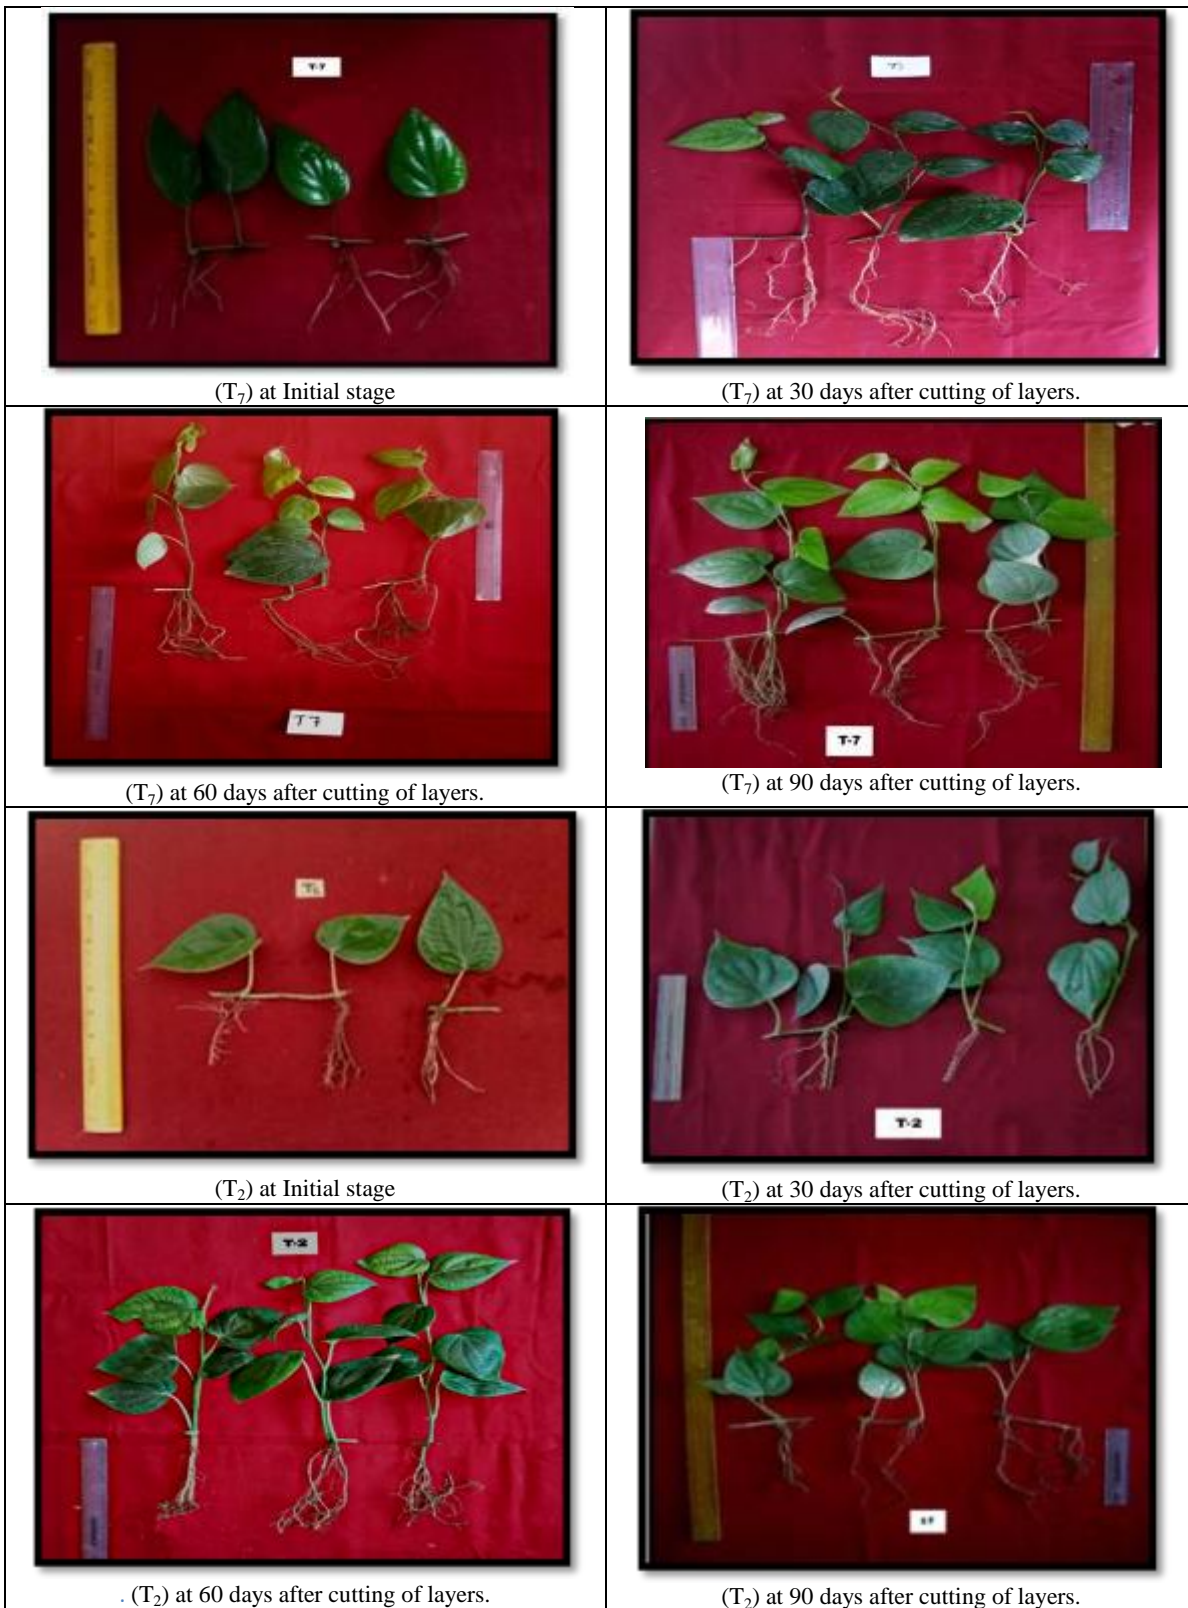 T-7
(T₇) at Initial stage
(T₇) at 30 days after cutting of layers.
T 7
(T₇) at 60 days after cutting of layers.
T-7
(T₇) at 90 days after cutting of layers.
(T₂) at Initial stage
T-2
(T₂) at 30 days after cutting of layers.
T-2
. (T₂) at 60 days after cutting of layers.
(T₂) at 90 days after cutting of layers.